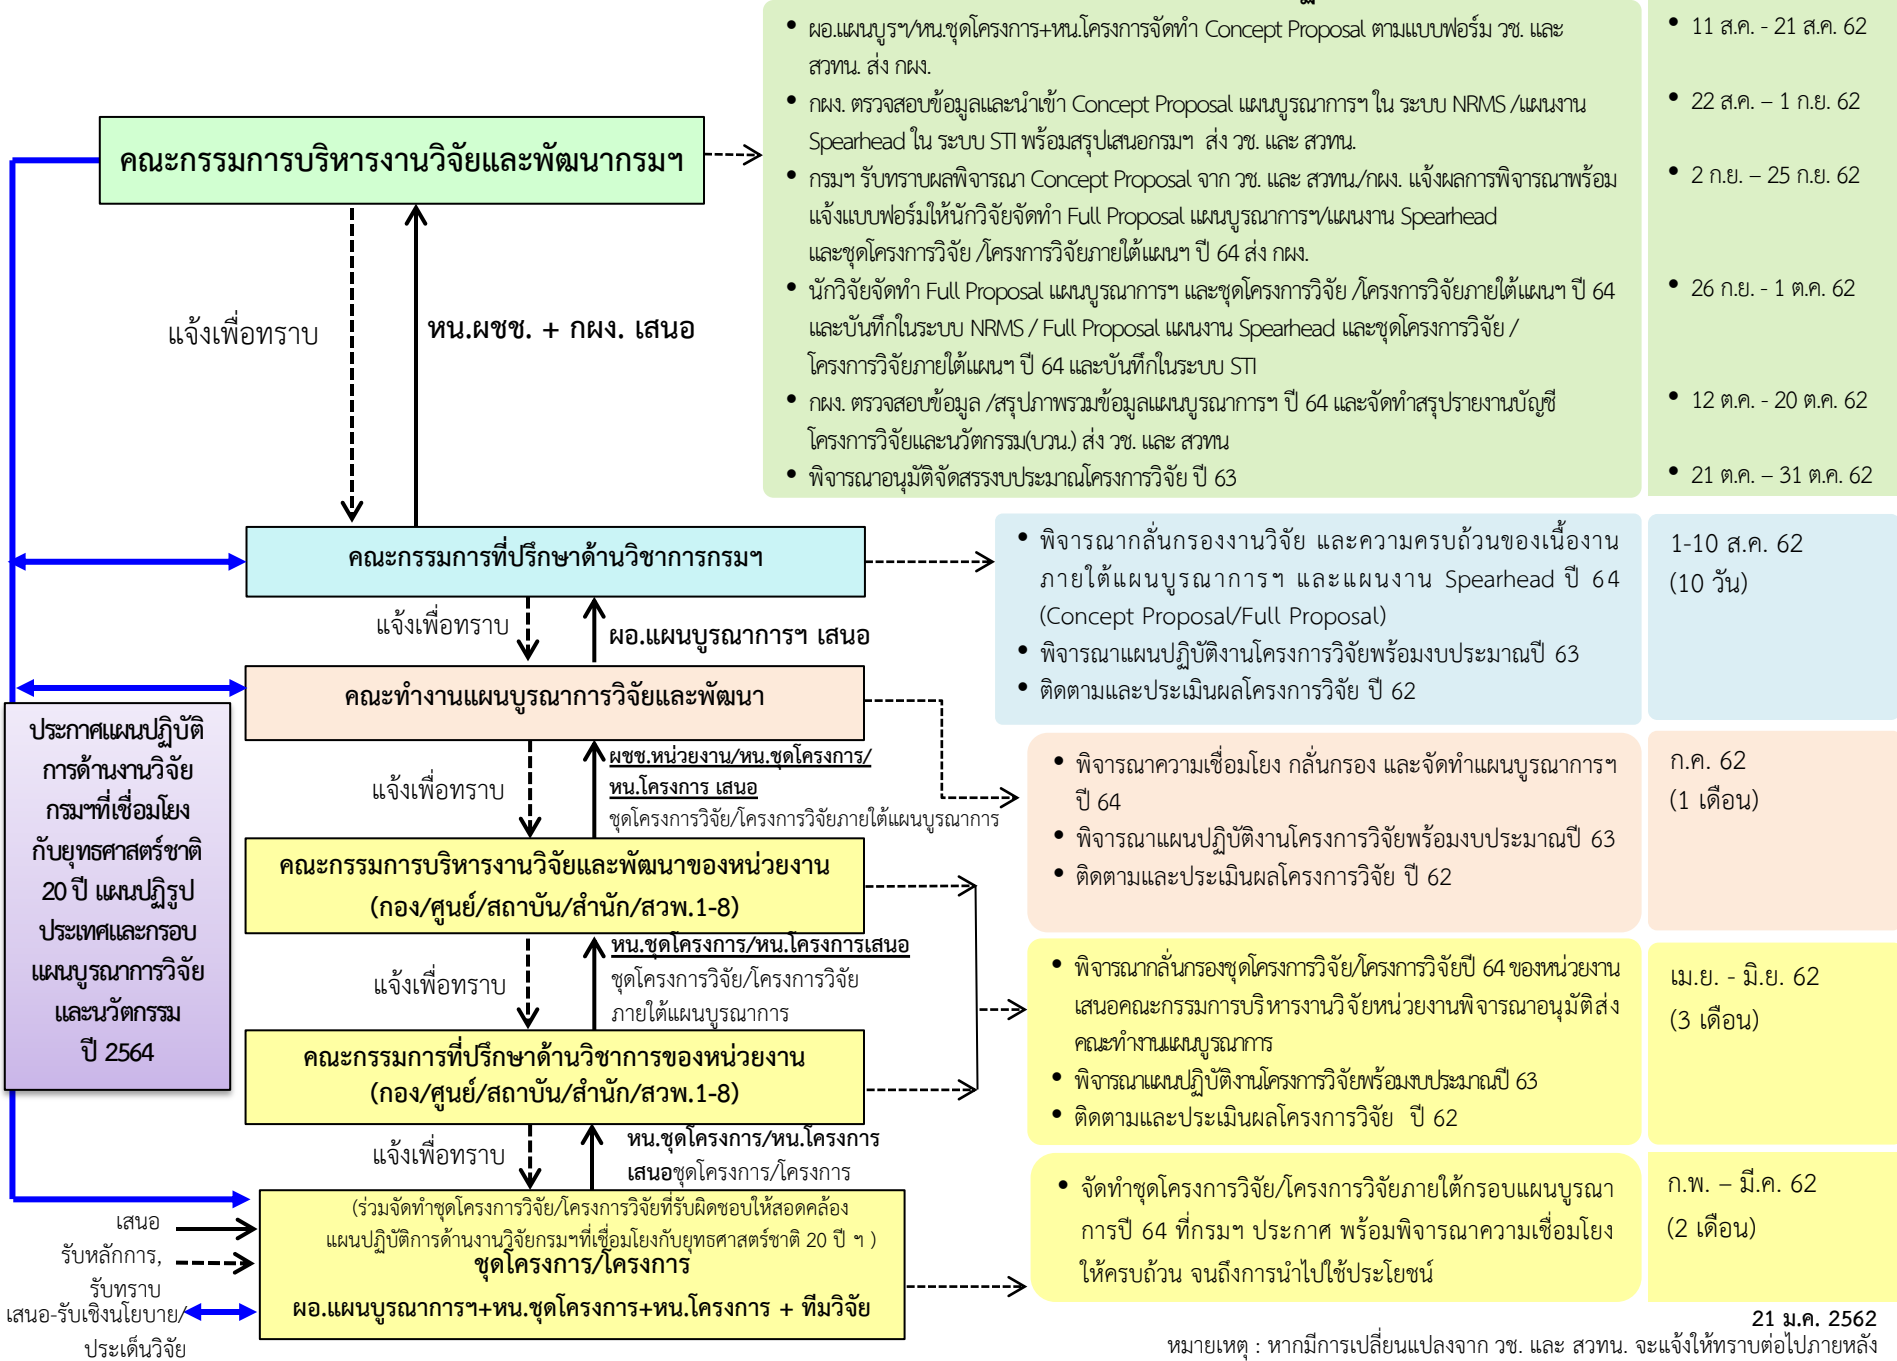 • ผอ.แผนบูรฯ/หน.ชุดโครงการ+หน.โครงการจัดทำ Concept Proposal ตามแบบฟอร์ม วช. และ
สวทน. ส่ง กผง.
• 11 ส.ค. - 21 ส.ค. 62
• กผง. ตรวจสอบข้อมูลและนำเข้า Concept Proposal แผนบูรณาการฯ ใน ระบบ NRMS /แผนงาน
Spearhead ใน ระบบ STI พร้อมสรุปเสนอกรมฯ ส่ง วช. และ สวทน.
• 22 ส.ค. – 1 ก.ย. 62
• กรมฯ รับทราบผลพิจารณา Concept Proposal จาก วช. และ สวทน./กผง. แจ้งผลการพิจารณาพร้อม
แจ้งแบบฟอร์มให้นักวิจัยจัดทำ Full Proposal แผนบูรณาการฯ/แผนงาน Spearhead
และชุดโครงการวิจัย /โครงการวิจัยภายใต้แผนฯ ปี 64 ส่ง กผง.
• 2 ก.ย. – 25 ก.ย. 62
• นักวิจัยจัดทำ Full Proposal แผนบูรณาการฯ และชุดโครงการวิจัย /โครงการวิจัยภายใต้แผนฯ ปี 64
และบันทึกในระบบ NRMS / Full Proposal แผนงาน Spearhead และชุดโครงการวิจัย /
โครงการวิจัยภายใต้แผนฯ ปี 64 และบันทึกในระบบ STI
• 26 ก.ย. - 1 ต.ค. 62
• กผง. ตรวจสอบข้อมูล /สรุปภาพรวมข้อมูลแผนบูรณาการฯ ปี 64 และจัดทำสรุปรายงานบัญชี
โครงการวิจัยและนวัตกรรม(บวน.) ส่ง วช. และ สวทน
• 12 ต.ค. - 20 ต.ค. 62
• พิจารณาอนุมัติจัดสรรงบประมาณโครงการวิจัย ปี 63
• 21 ต.ค. – 31 ต.ค. 62
คณะกรรมการบริหารงานวิจัยและพัฒนากรมฯ
แจ้งเพื่อทราบ
หน.ผชช. + กผง. เสนอ
คณะกรรมการที่ปรึกษาด้านวิชาการกรมฯ
• พิจารณากลั่นกรองงานวิจัย และความครบถ้วนของเนื้องาน
ภายใต้แผนบูรณาการฯ และแผนงาน Spearhead ปี 64
(Concept Proposal/Full Proposal)
• พิจารณาแผนปฏิบัติงานโครงการวิจัยพร้อมงบประมาณปี 63
• ติดตามและประเมินผลโครงการวิจัย ปี 62
1-10 ส.ค. 62
(10 วัน)
แจ้งเพื่อทราบ
ผอ.แผนบูรณาการฯ เสนอ
คณะทำงานแผนบูรณาการวิจัยและพัฒนา
• พิจารณาความเชื่อมโยง กลั่นกรอง และจัดทำแผนบูรณาการฯ
ปี 64
• พิจารณาแผนปฏิบัติงานโครงการวิจัยพร้อมงบประมาณปี 63
• ติดตามและประเมินผลโครงการวิจัย ปี 62
ก.ค. 62
(1 เดือน)
แจ้งเพื่อทราบ
ผชช.หน่วยงาน/หน.ชุดโครงการ/
หน.โครงการ เสนอ
ชุดโครงการวิจัย/โครงการวิจัยภายใต้แผนบูรณาการ
คณะกรรมการบริหารงานวิจัยและพัฒนาของหน่วยงาน
(กอง/ศูนย์/สถาบัน/สำนัก/สวพ.1-8)
แจ้งเพื่อทราบ
หน.ชุดโครงการ/หน.โครงการเสนอ
ชุดโครงการวิจัย/โครงการวิจัย
ภายใต้แผนบูรณาการ
คณะกรรมการที่ปรึกษาด้านวิชาการของหน่วยงาน
(กอง/ศูนย์/สถาบัน/สำนัก/สวพ.1-8)
• พิจารณากลั่นกรองชุดโครงการวิจัย/โครงการวิจัยปี 64 ของหน่วยงาน
เสนอคณะกรรมการบริหารงานวิจัยหน่วยงานพิจารณาอนุมัติส่ง
คณะทำงานแผนบูรณาการ
• พิจารณาแผนปฏิบัติงานโครงการวิจัยพร้อมงบประมาณปี 63
• ติดตามและประเมินผลโครงการวิจัย ปี 62
เม.ย. - มิ.ย. 62
(3 เดือน)
แจ้งเพื่อทราบ
หน.ชุดโครงการ/หน.โครงการ
เสนอชุดโครงการ/โครงการ
(ร่วมจัดทำชุดโครงการวิจัย/โครงการวิจัยที่รับผิดชอบให้สอดคล้อง
แผนปฏิบัติการด้านงานวิจัยกรมฯที่เชื่อมโยงกับยุทธศาสตร์ชาติ 20 ปี ฯ )
ชุดโครงการ/โครงการ
ผอ.แผนบูรณาการฯ+หน.ชุดโครงการ+หน.โครงการ + ทีมวิจัย
• จัดทำชุดโครงการวิจัย/โครงการวิจัยภายใต้กรอบแผนบูรณา
การปี 64 ที่กรมฯ ประกาศ พร้อมพิจารณาความเชื่อมโยง
ให้ครบถ้วน จนถึงการนำไปใช้ประโยชน์
ก.พ. – มี.ค. 62
(2 เดือน)
ประกาศแผนปฏิบัติ
การด้านงานวิจัย
กรมฯที่เชื่อมโยง
กับยุทธศาสตร์ชาติ
20 ปี แผนปฏิรูป
ประเทศและกรอบ
แผนบูรณาการวิจัย
และนวัตกรรม
ปี 2564
เสนอ
รับหลักการ,
รับทราบ
เสนอ-รับเชิงนโยบาย/
ประเด็นวิจัย
21 ม.ค. 2562
หมายเหตุ : หากมีการเปลี่ยนแปลงจาก วช. และ สวทน. จะแจ้งให้ทราบต่อไปภายหลัง